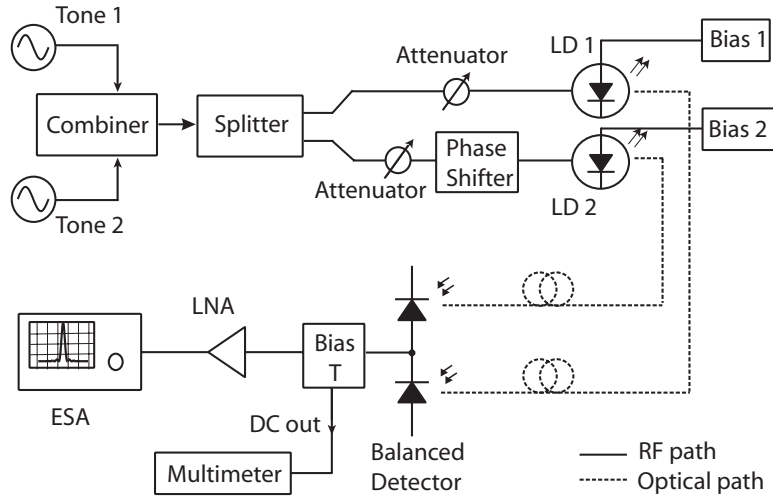 Tone 1
Combiner
Tone 2
Splitter
Attenuator
Attenuator
Phase
Shifter
LD 1
LD 2
Bias 1
Bias 2
LNA
ESA
Bias
T
DC out
Multimeter
Balanced
Detector
RF path
Optical path